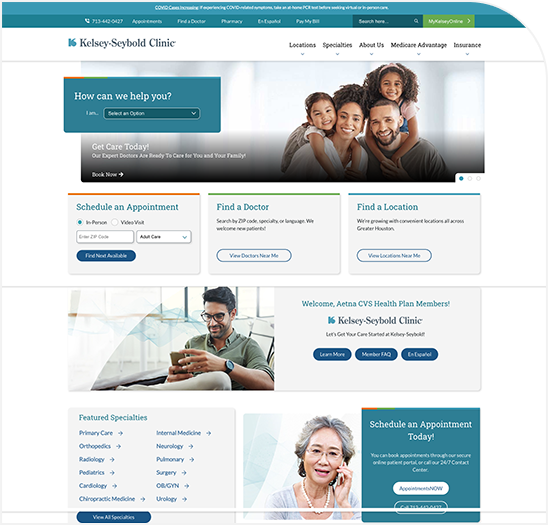 COVID Cases Increasing: If experiencing COVID-related symptoms, take an at-home PCR test before seeking virtual or in-person care.
713-442-0427 Appointments Find a Doctor Pharmacy En Español Pay My Bill Search here... MyKelseyOnline
Kelsey-Seybold Clinic
Locations Specialties About Us Medicare Advantage Insurance
How can we help you?
I am... Select an Option
Get Care Today!
Our Expert Doctors Are Ready To Care for You and Your Family!
Book Now
Schedule an Appointment
In-Person Video Visit
Enter ZIP Code Adult Care
Find Next Available
Find a Doctor
Search by ZIP code, specialty, or language. We
welcome new patients!
View Doctors Near Me
Find a Location
We're growing with convenient locations all across
Greater Houston.
View Locations Near Me
Welcome, Aetna CVS Health Plan Members!
Kelsey-Seybold Clinic
Let's Get Your Care Started at Kelsey-Seybold!
Learn More Member FAQ En Español
Featured Specialties
Primary Care Internal Medicine
Orthopedics Neurology
Radiology Pulmonary
Pediatrics Surgery
Cardiology OB/GYN
Chiropractic Medicine Urology
View All Specialties
Schedule an Appointment
Today!
You can book appointments through our secure
online patient portal, or call our 24/7 Contact
Center.
AppointmentsNOW
Call 713-442-0427